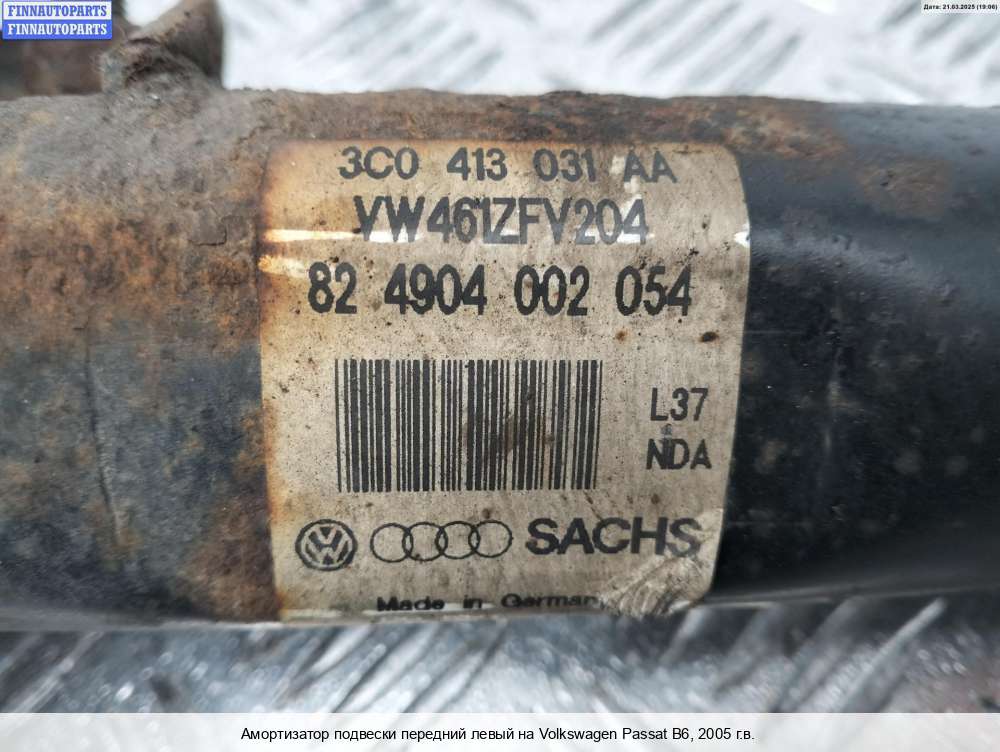 FINNAUTOPARTS
FINNAUTOPARTS
Дата: 21.03.2025 (19:06)
3C0 413 031 AA
VW461ZFV204
82 4904 002 054
L37
NDA
SACHS
Made in Germany
Амортизатор подвески передний левый на Volkswagen Passat B6, 2005 г.в.